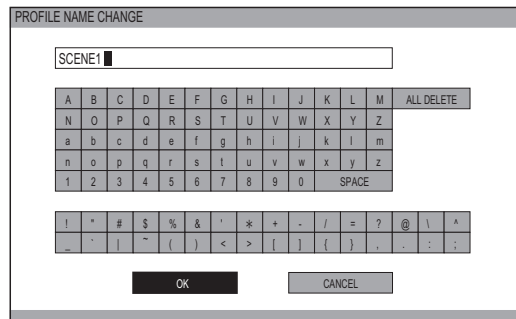 PROFILE NAME CHANGE
SCENE1
A B C D E F G H I J K L M ALL DELETE
N O P Q R S T U V W X Y Z
a b c d e f g h i j k l m
n o p q r s t u v w x y z
1 2 3 4 5 6 7 8 9 0 SPACE
! " # $ % & ' * + - / = ? @ \ ^
_ ` | ~ ( ) < > [ ] { } , . : ;
OK CANCEL